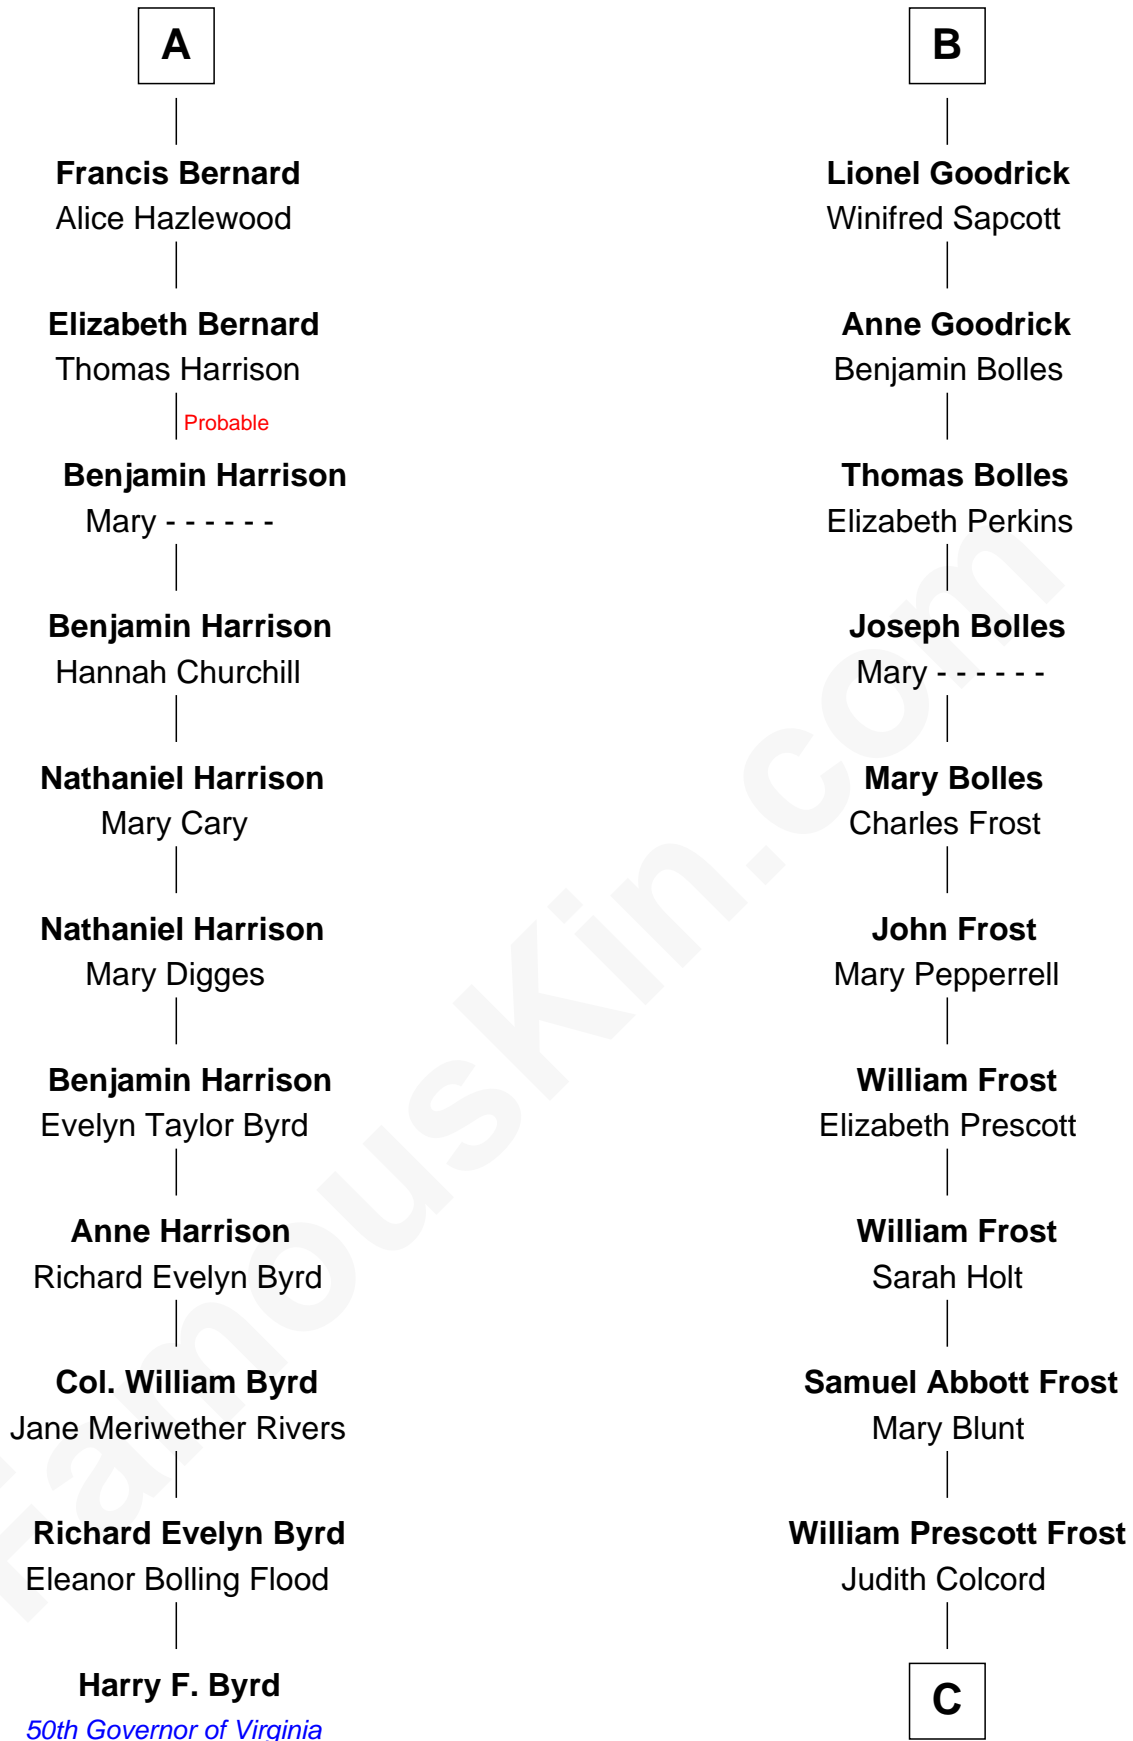 A
Francis Bernard
Alice Hazlewood
Elizabeth Bernard
Thomas Harrison
Probable
Benjamin Harrison
Mary - - - - - -
Benjamin Harrison
Hannah Churchill
Nathaniel Harrison
Mary Cary
Nathaniel Harrison
Mary Digges
Benjamin Harrison
Evelyn Taylor Byrd
Anne Harrison
Richard Evelyn Byrd
Col. William Byrd
Jane Meriwether Rivers
Richard Evelyn Byrd
Eleanor Bolling Flood
Harry F. Byrd
50th Governor of Virginia
B
Lionel Goodrick
Winifred Sapcott
Anne Goodrick
Benjamin Bolles
Thomas Bolles
Elizabeth Perkins
Joseph Bolles
Mary - - - - - -
Mary Bolles
Charles Frost
John Frost
Mary Pepperrell
William Frost
Elizabeth Prescott
William Frost
Sarah Holt
Samuel Abbott Frost
Mary Blunt
William Prescott Frost
Judith Colcord
C
FamousKin.com